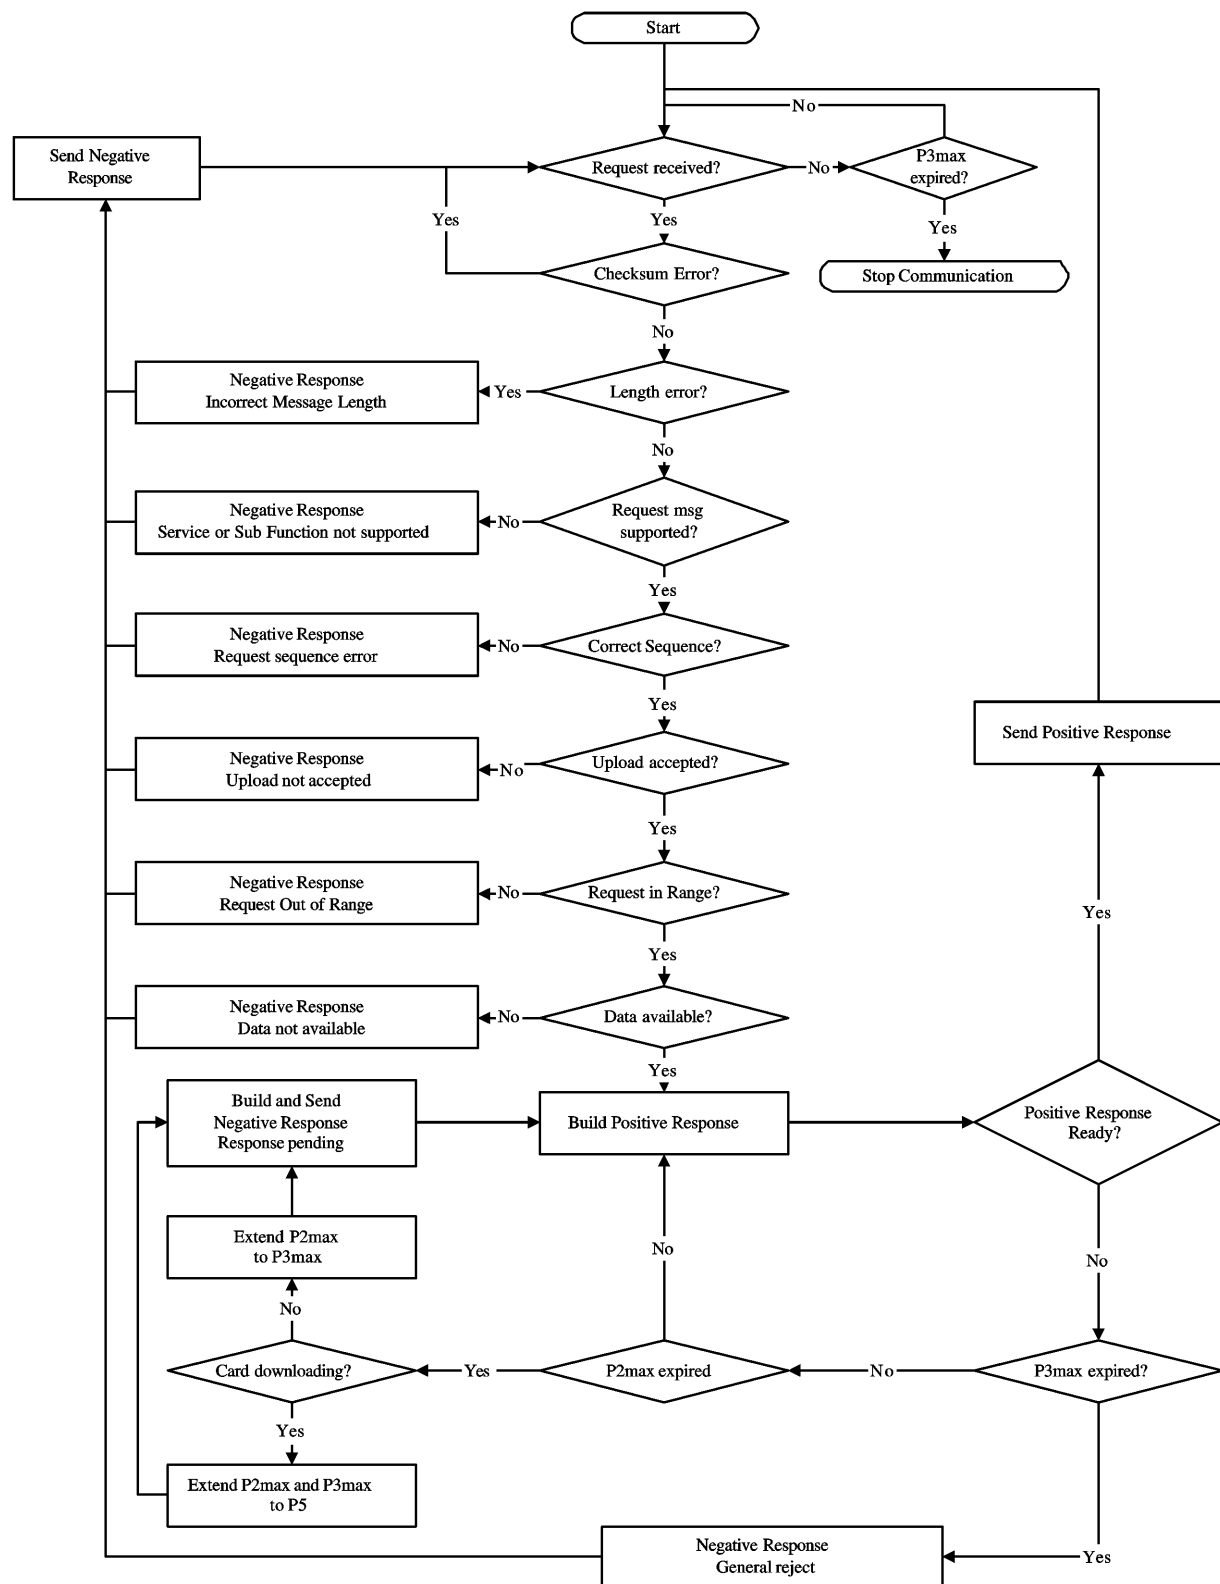 Start
No
Send Negative
Response
Request received?
No
P3max
expired?
Yes
Yes
Yes
Checksum Error?
Stop Communication
No
Negative Response
Incorrect Message Length
Yes
Length error?
No
Negative Response
Service or Sub Function not supported
No
Request msg
supported?
Yes
Negative Response
Request sequence error
No
Correct Sequence?
Yes
Send Positive Response
Negative Response
Upload not accepted
No
Upload accepted?
Yes
Negative Response
Request Out of Range
No
Request in Range?
Yes
Yes
Negative Response
Data not available
No
Data available?
Yes
Build and Send
Negative Response
Response pending
Build Positive Response
Positive Response
Ready?
Extend P2max
to P3max
No
No
No
Card downloading?
Yes
P2max expired
No
P3max expired?
Yes
Extend P2max and P3max
to P5
Negative Response
General reject
Yes